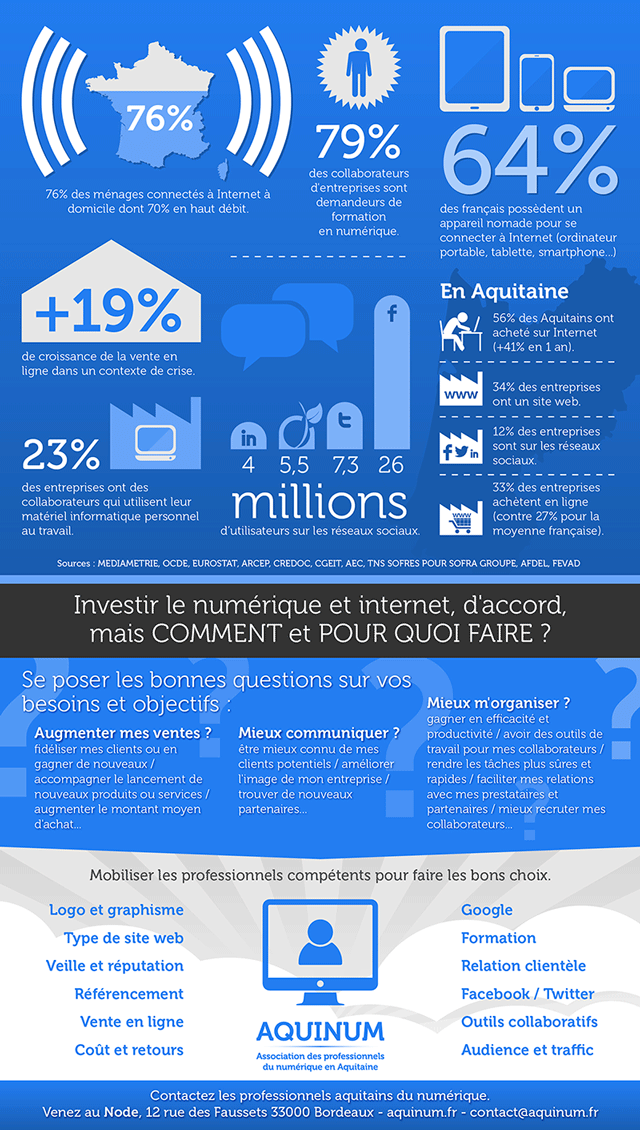 76%
76% des ménages connectés à Internet à
domicile dont 70% en haut débit.
79%
des collaborateurs
d'entreprises sont
demandeurs de
formation
en numérique.
64%
des français possèdent un
appareil nomade pour se
connecter à Internet (ordinateur
portable, tablette, smartphone...)
+19%
de croissance de la vente en
ligne dans un contexte de crise.
23%
des entreprises ont des
collaborateurs qui utilisent leur
matériel informatique personnel
au travail.
in
t
f
4 5,5 7,3 26
millions
d'utilisateurs sur les réseaux sociaux.
En Aquitaine
56% des Aquitains ont
acheté sur Internet
(+41% en 1 an).
www
34% des entreprises
ont un site web.
f in
12% des entreprises
sont sur les réseaux
sociaux.
www
33% des entreprises
achètent en ligne
(contre 27% pour la
moyenne française).
Sources : MEDIAMETRIE, OCDE, EUROSTAT, ARCEP, CREDOC, CGEIT, AEC, TNS SOFRES POUR SOFRA GROUPE, AFDEL, FEVAD
Investir le numérique et internet, d'accord,
mais COMMENT et POUR QUOI FAIRE ?
Se poser les bonnes questions sur vos
besoins et objectifs :
Augmenter mes ventes ?
fidéliser mes clients ou en
gagner de nouveaux /
accompagner le lancement de
nouveaux produits ou services /
augmenter le montant moyen
d'achat...
Mieux communiquer ?
être mieux connu de mes
clients potentiels / améliorer
l'image de mon entreprise /
trouver de nouveaux
partenaires...
Mieux m'organiser ?
gagner en efficacité et
productivité / avoir des outils de
travail pour mes collaborateurs /
rendre les tâches plus sûres et
rapides / faciliter mes relations
avec mes prestataires et
partenaires / mieux recruter mes
collaborateurs...
Mobiliser les professionnels compétents pour faire les bons choix.
Logo et graphisme
Type de site web
Veille et réputation
Référencement
Vente en ligne
Coût et retours
AQUINUM
Association des professionnels
du numérique en Aquitaine
Google
Formation
Relation clientèle
Facebook / Twitter
Outils collaboratifs
Audience et traffic
Contactez les professionnels aquitains du numérique.
Venez au Node, 12 rue des Faussets 33000 Bordeaux - aquinum.fr - contact@aquinum.fr